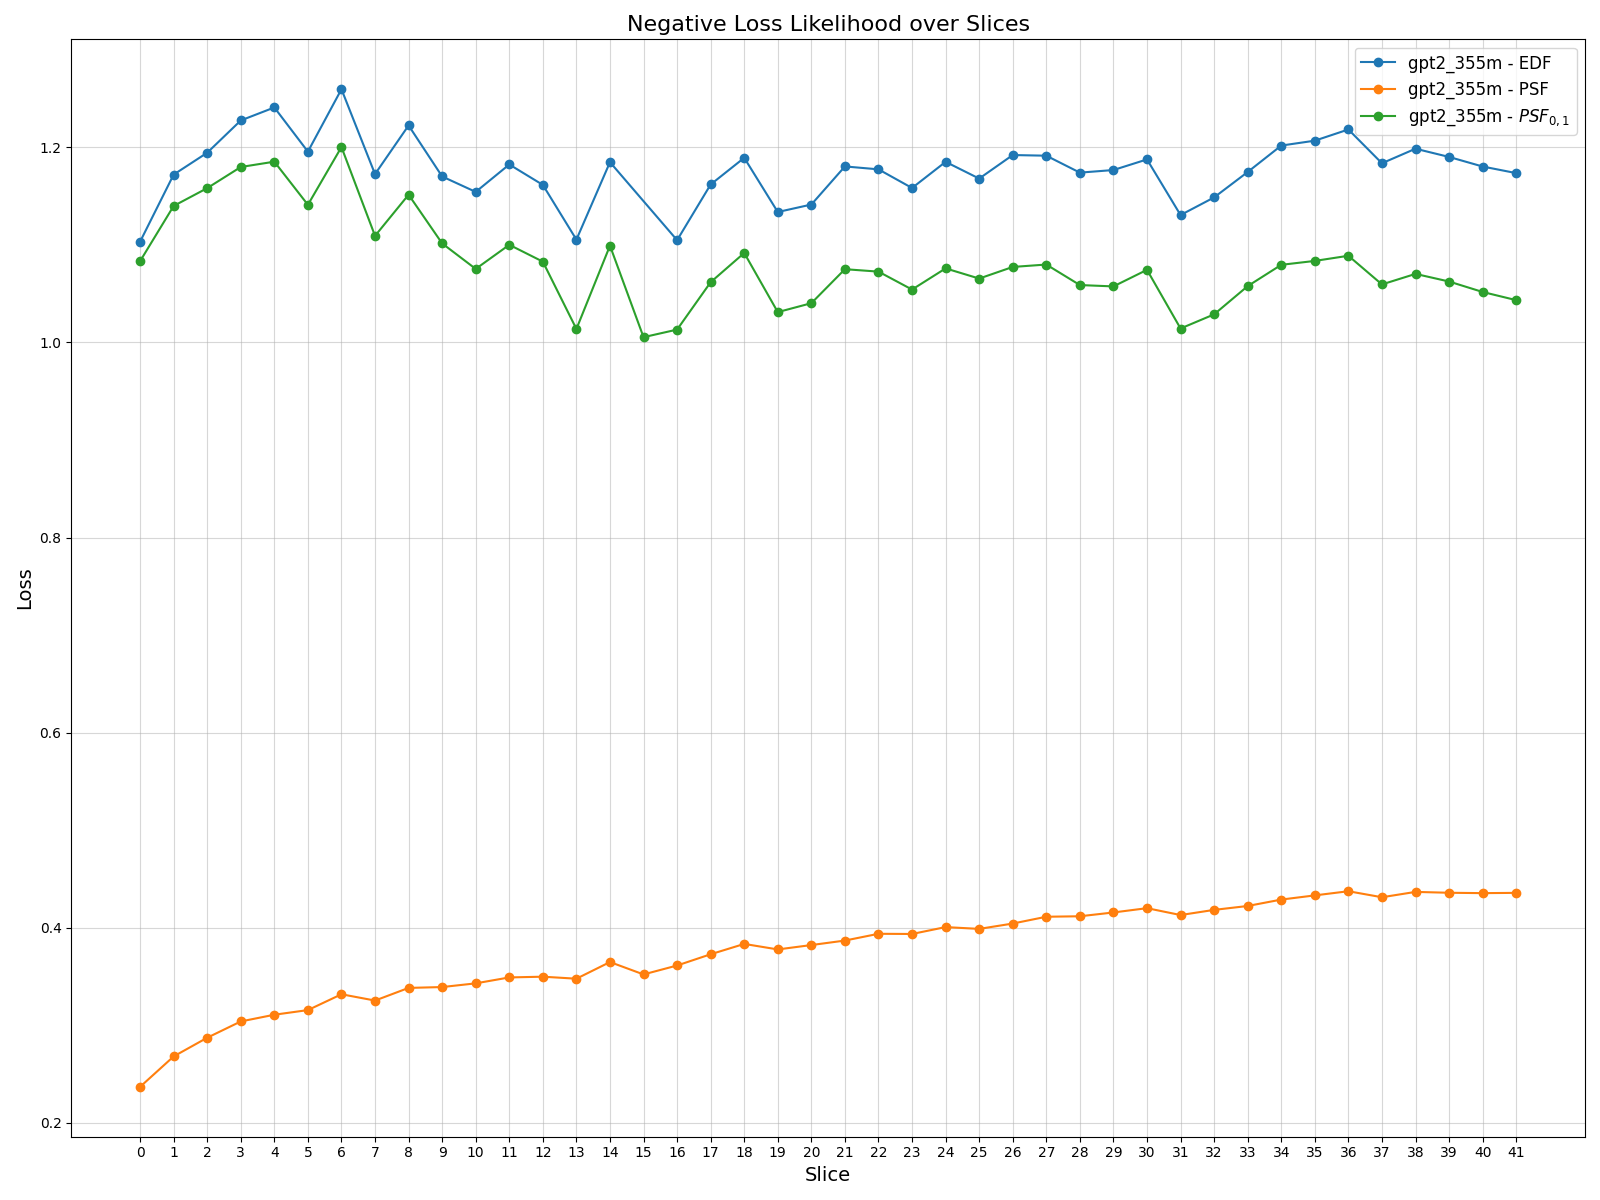 Negative Loss Likelihood over Slices
gpt2_355m - EDF
gpt2_355m - PSF
gpt2_355m - PSF0,1
1.2
1.0
0.8
0.6
0.4
0.2
Loss
0 1 2 3 4 5 6 7 8 9 10 11 12 13 14 15 16 17 18 19 20 21 22 23 24 25 26 27 28 29 30 31 32 33 34 35 36 37 38 39 40 41
Slice